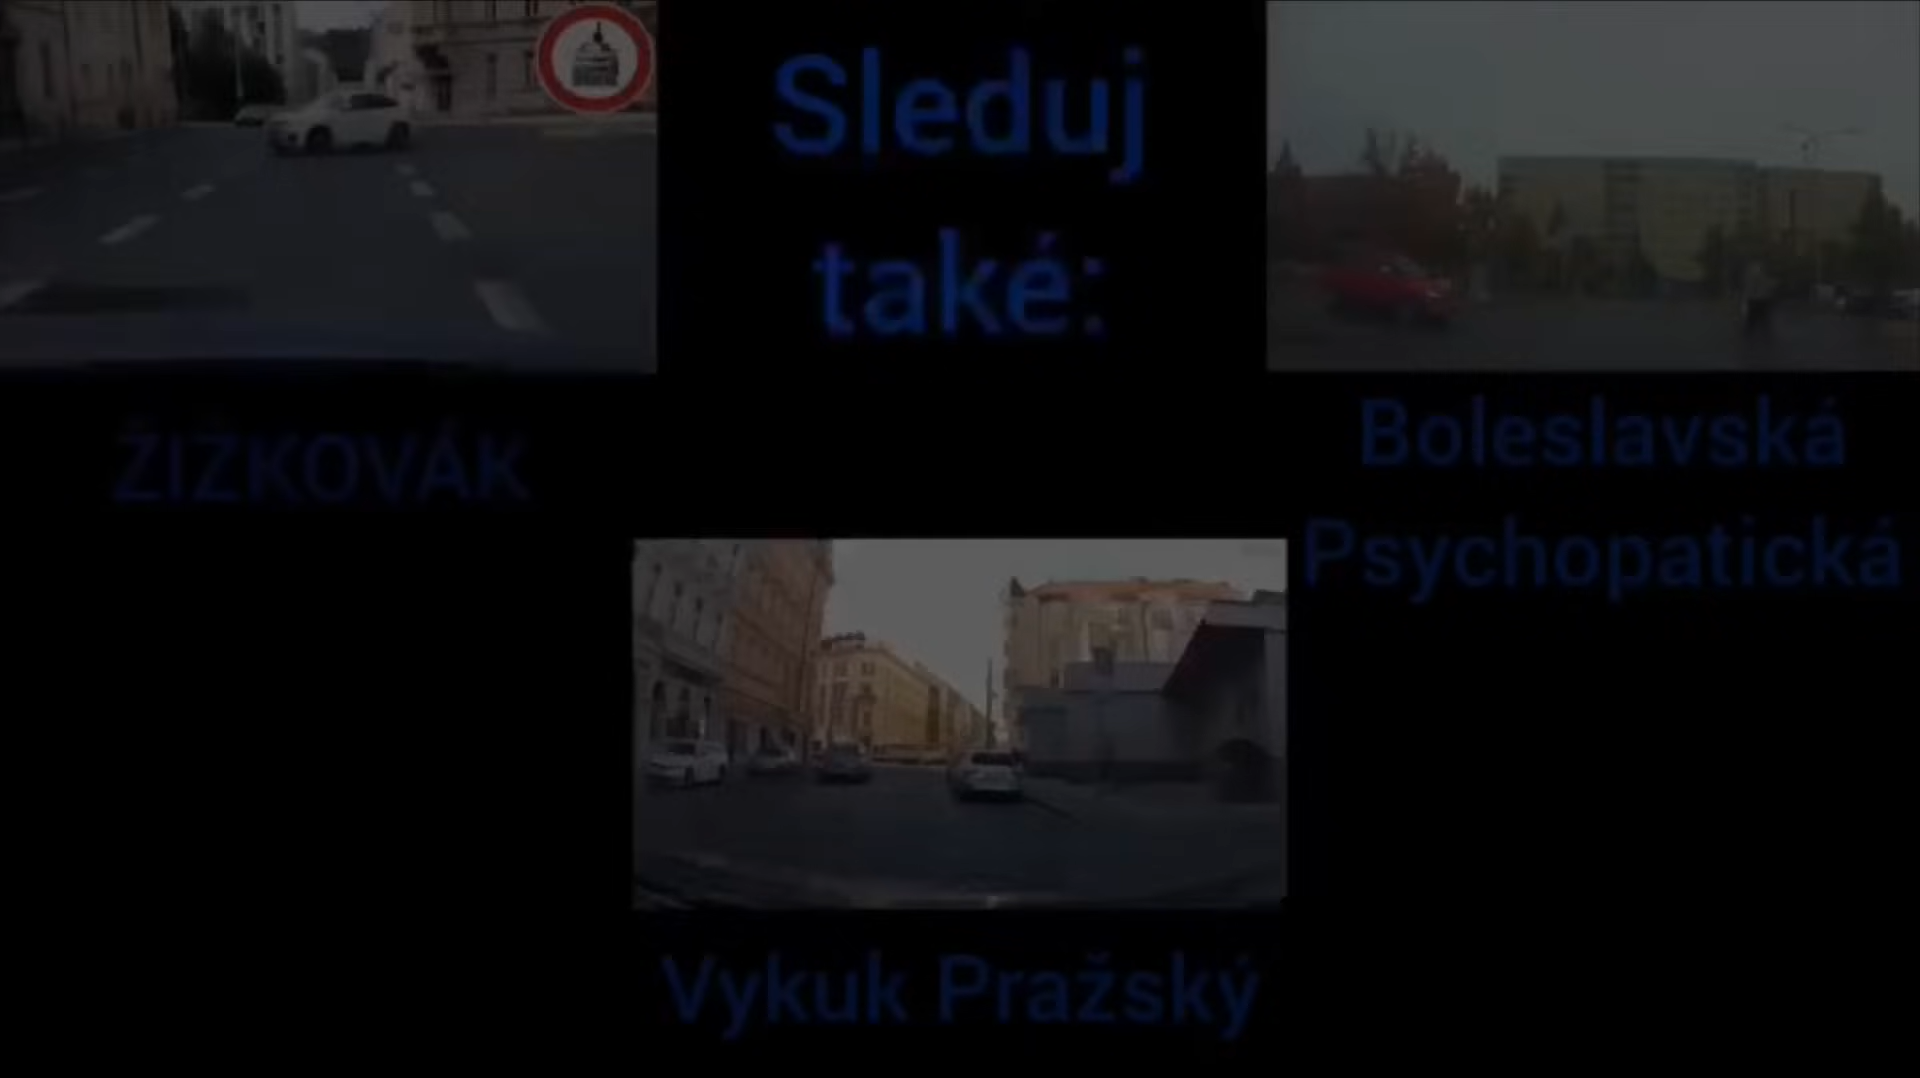 Sleduj
také:
ŽIŽKOVÁK
Boleslavská
Psychopatická
Vykuk Pražský